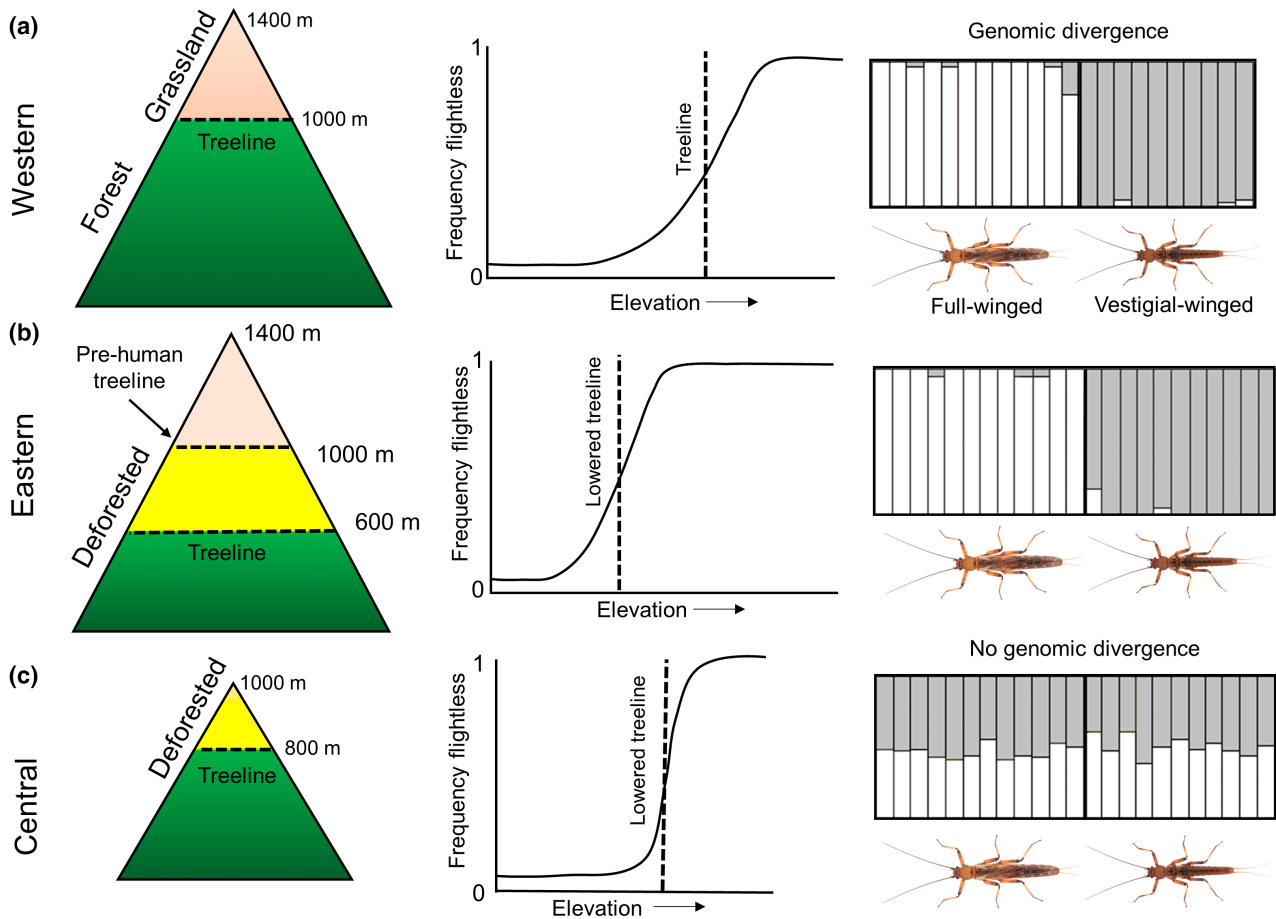 (a)
Western
Grassland
Forest
1400 m
1000 m
Treeline
1
Frequency flightless
0
Treeline
Elevation
Genomic divergence
Full-winged
Vestigial-winged
(b)
Eastern
Pre-human
treeline
Deforested
1400 m
1000 m
600 m
Treeline
1
Frequency flightless
0
Lowered treeline
Elevation
(c)
Central
Deforested
1000 m
800 m
Treeline
1
Frequency flightless
0
Lowered treeline
Elevation
No genomic divergence